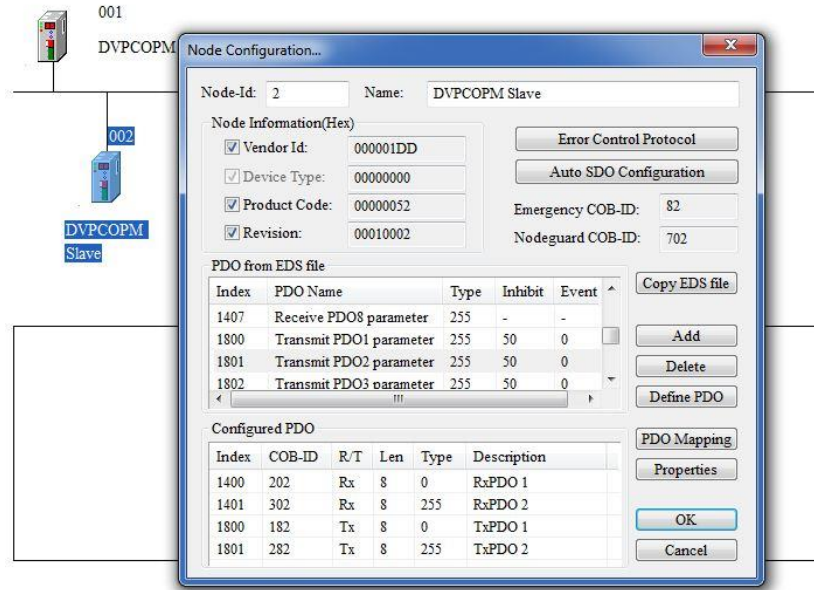 001
DVPCOPM
002
DVPCOPM
Slave
Node Configuration...
Node-Id: 2 Name: DVPCOPM Slave
Node Information(Hex)
Vendor Id: 000001DD
Device Type: 00000000
Product Code: 00000052
Revision: 00010002
Error Control Protocol
Auto SDO Configuration
Emergency COB-ID: 82
Nodeguard COB-ID: 702
PDO from EDS file
Index PDO Name Type Inhibit Event
1407 Receive PDO8 parameter 255 - -
1800 Transmit PDO1 parameter 255 50 0
1801 Transmit PDO2 parameter 255 50 0
1802 Transmit PDO3 parameter 255 50 0
Copy EDS file
Add
Delete
Define PDO
Configured PDO
Index COB-ID R/T Len Type Description
1400 202 Rx 8 0 RxPDO 1
1401 302 Rx 8 255 RxPDO 2
1800 182 Tx 8 0 TxPDO 1
1801 282 Tx 8 255 TxPDO 2
PDO Mapping
Properties
OK
Cancel